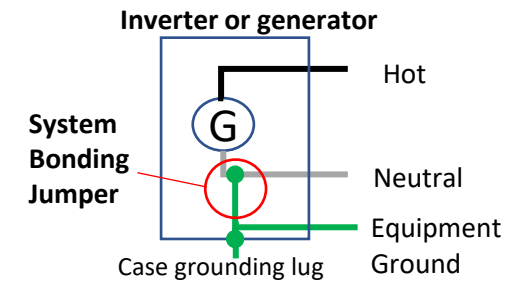 Inverter or generator
Hot
G
System
Bonding
Jumper
Neutral
Equipment
Ground
Case grounding lug